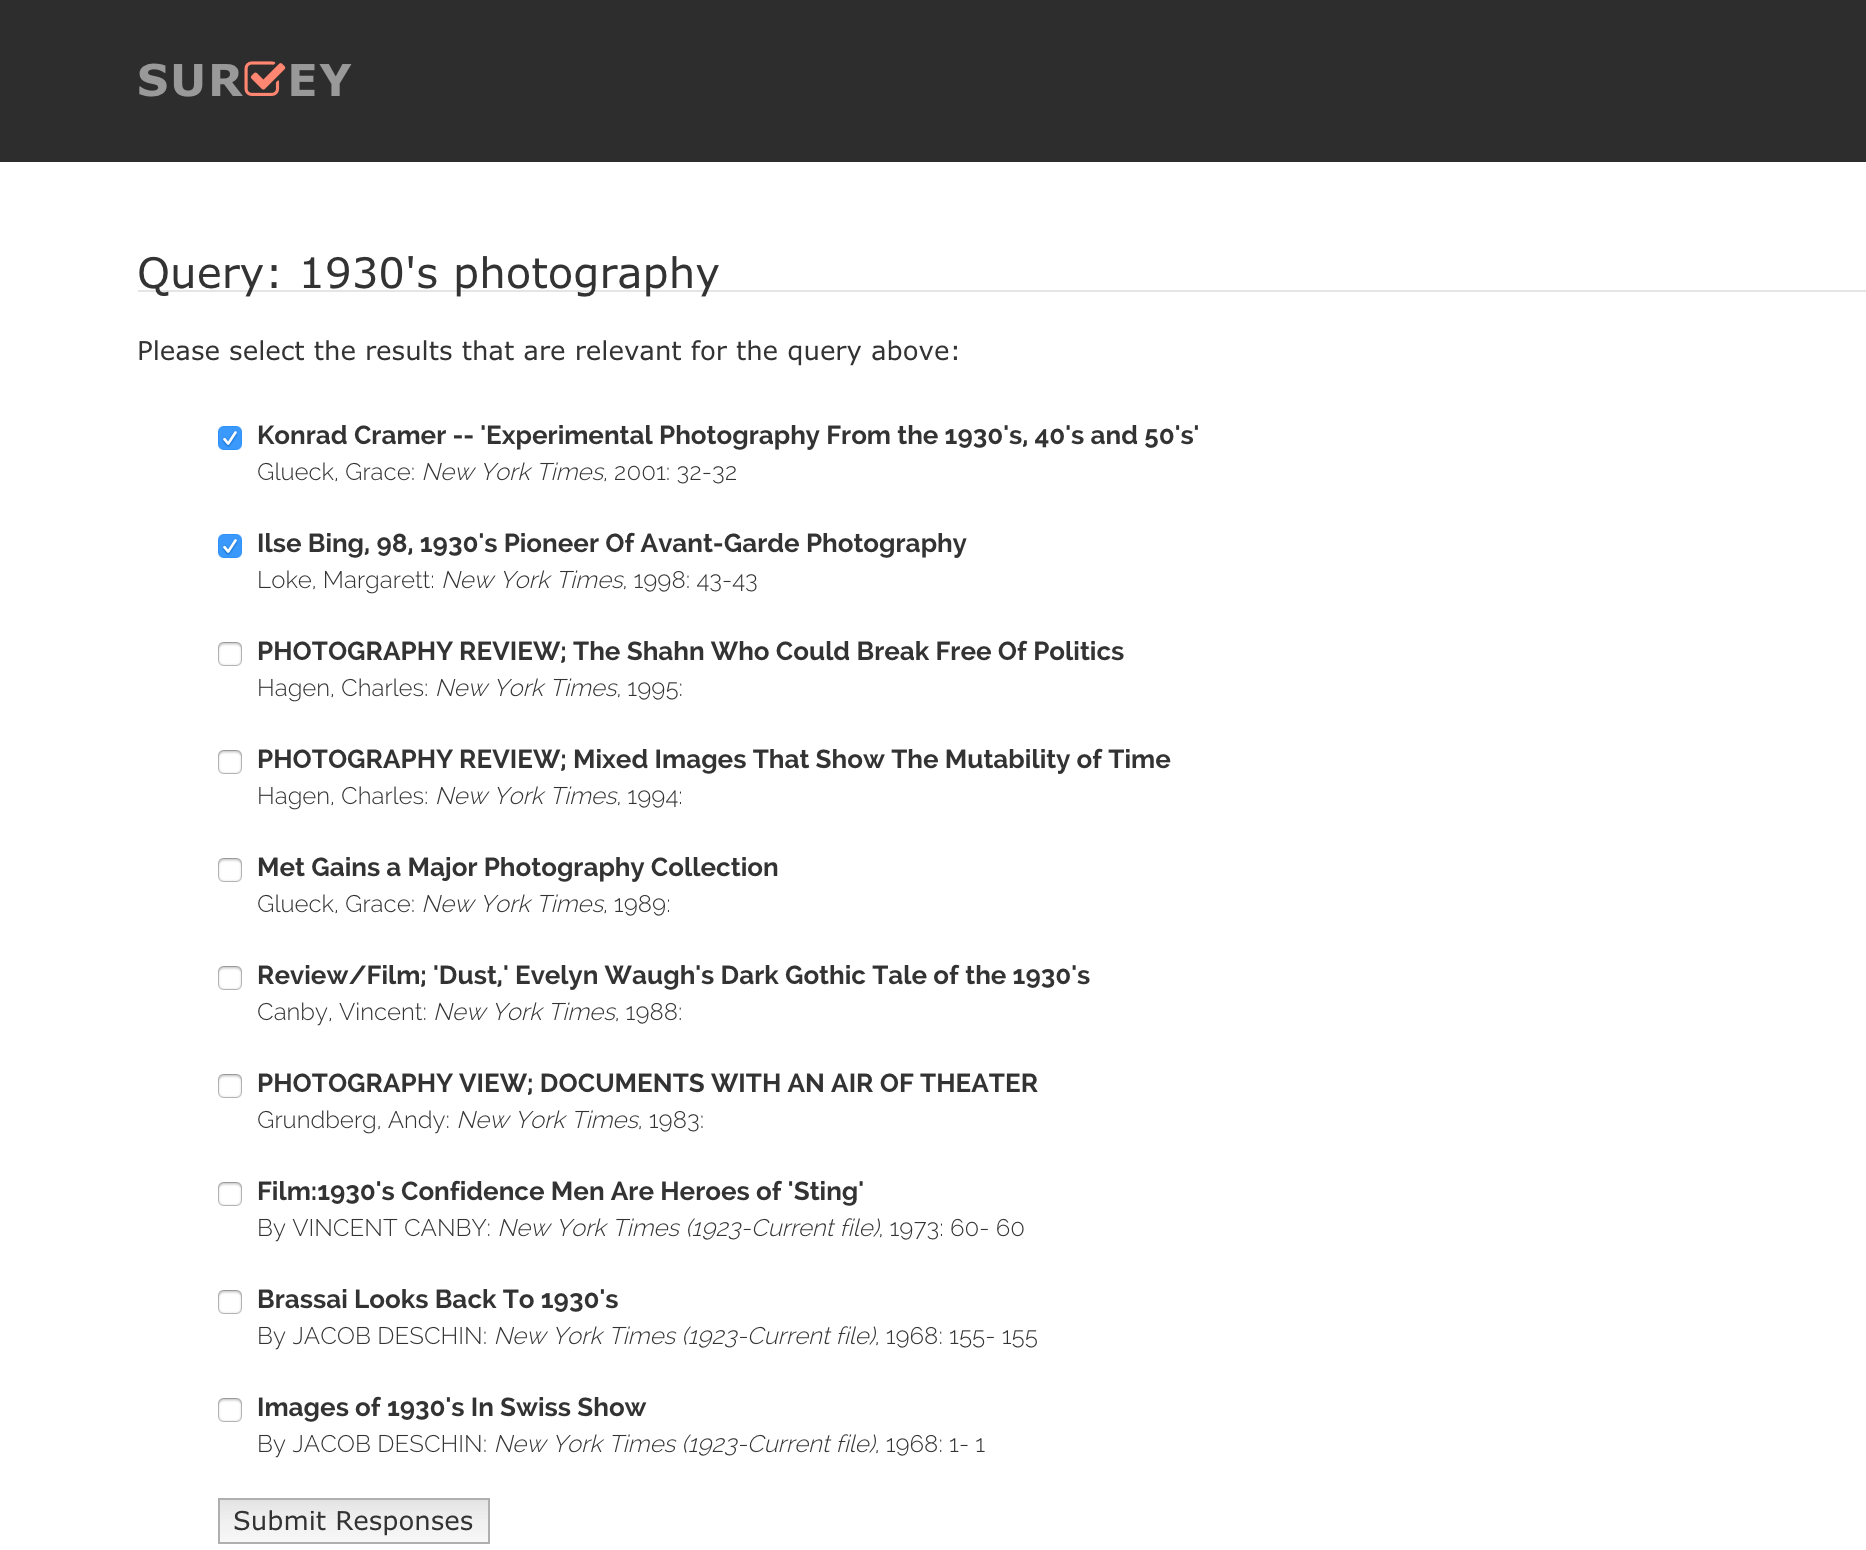 SURVEY
Query: 1930's photography
Please select the results that are relevant for the query above:
Konrad Cramer -- 'Experimental Photography From the 1930's, 40's and 50's'
Glueck, Grace: New York Times, 2001: 32-32
Ilse Bing, 98, 1930's Pioneer Of Avant-Garde Photography
Loke, Margarett: New York Times, 1998: 43-43
PHOTOGRAPHY REVIEW; The Shahn Who Could Break Free Of Politics
Hagen, Charles: New York Times, 1995:
PHOTOGRAPHY REVIEW; Mixed Images That Show The Mutability of Time
Hagen, Charles: New York Times, 1994:
Met Gains a Major Photography Collection
Glueck, Grace: New York Times, 1989:
Review/Film; 'Dust,' Evelyn Waugh's Dark Gothic Tale of the 1930's
Canby, Vincent: New York Times, 1988:
PHOTOGRAPHY VIEW; DOCUMENTS WITH AN AIR OF THEATER
Grundberg, Andy: New York Times, 1983:
Film:1930's Confidence Men Are Heroes of 'Sting'
By VINCENT CANBY: New York Times (1923-Current file), 1973: 60- 60
Brassai Looks Back To 1930's
By JACOB DESCHIN: New York Times (1923-Current file), 1968: 155- 155
Images of 1930's In Swiss Show
By JACOB DESCHIN: New York Times (1923-Current file), 1968: 1- 1
Submit Responses